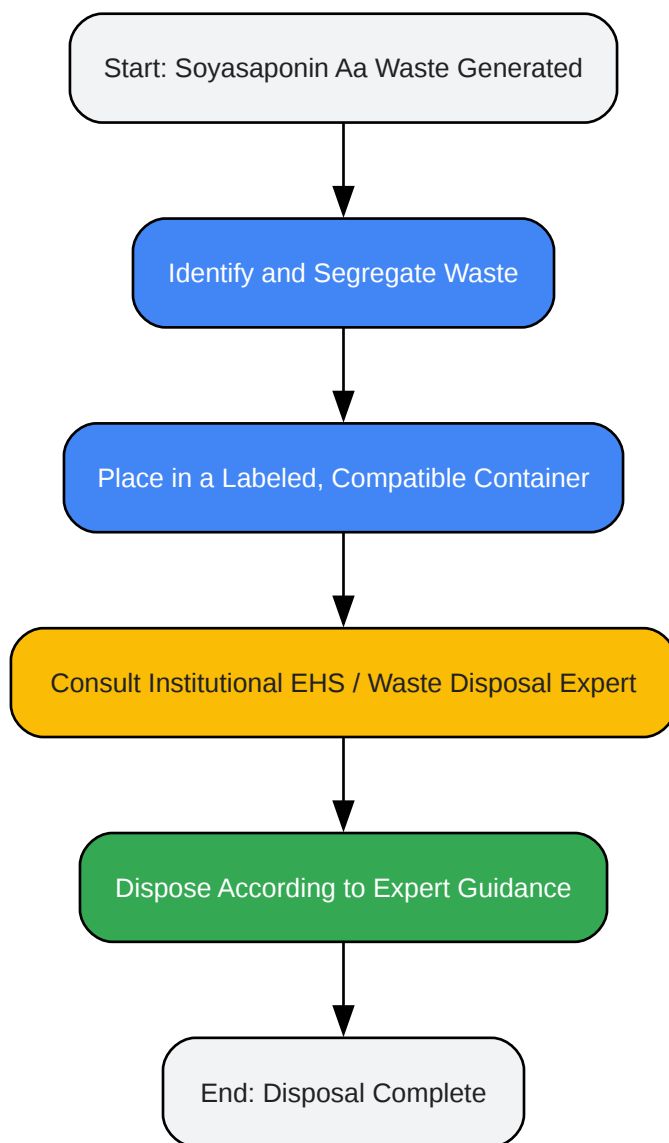 Start: Soyasaponin Aa Waste Generated
Identify and Segregate Waste
Place in a Labeled, Compatible Container
Consult Institutional EHS / Waste Disposal Expert
Dispose According to Expert Guidance
End: Disposal Complete